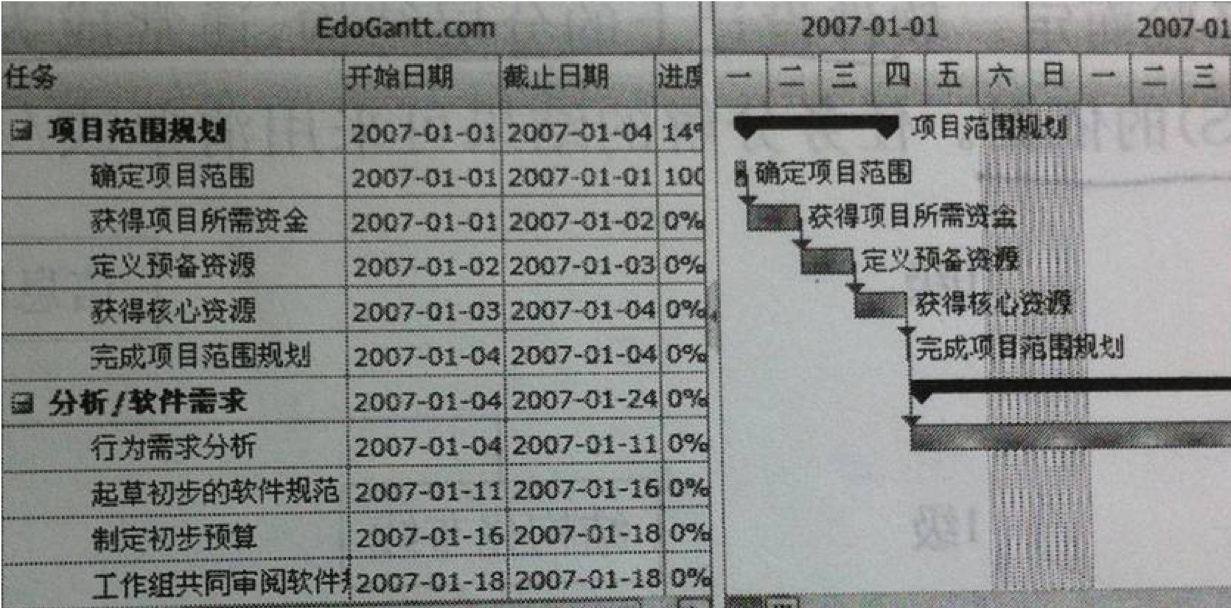 EdoGantt.com 2007-01-01 2007-01
任务 开始日期 截止日期 进度 一 二 三 四 五 六 日 一 二 三
项目范围规划 2007-01-01 2007-01-04 14% 项目范围规划
确定项目范围 2007-01-01 2007-01-01 100 确定项目范围
获得项目所需资金 2007-01-01 2007-01-02 0% 获得项目所需资金
定义预备资源 2007-01-02 2007-01-03 0% 定义预备资源
获得核心资源 2007-01-03 2007-01-04 0% 获得核心资源
完成项目范围规划 2007-01-04 2007-01-04 0% 完成项目范围规划
分析/软件需求 2007-01-04 2007-01-24 0%
行为需求分析 2007-01-04 2007-01-11 0%
起草初步的软件规范 2007-01-11 2007-01-16 0%
制定初步预算 2007-01-16 2007-01-18 0%
工作组共同审阅软件 2007-01-18 2007-01-18 0%